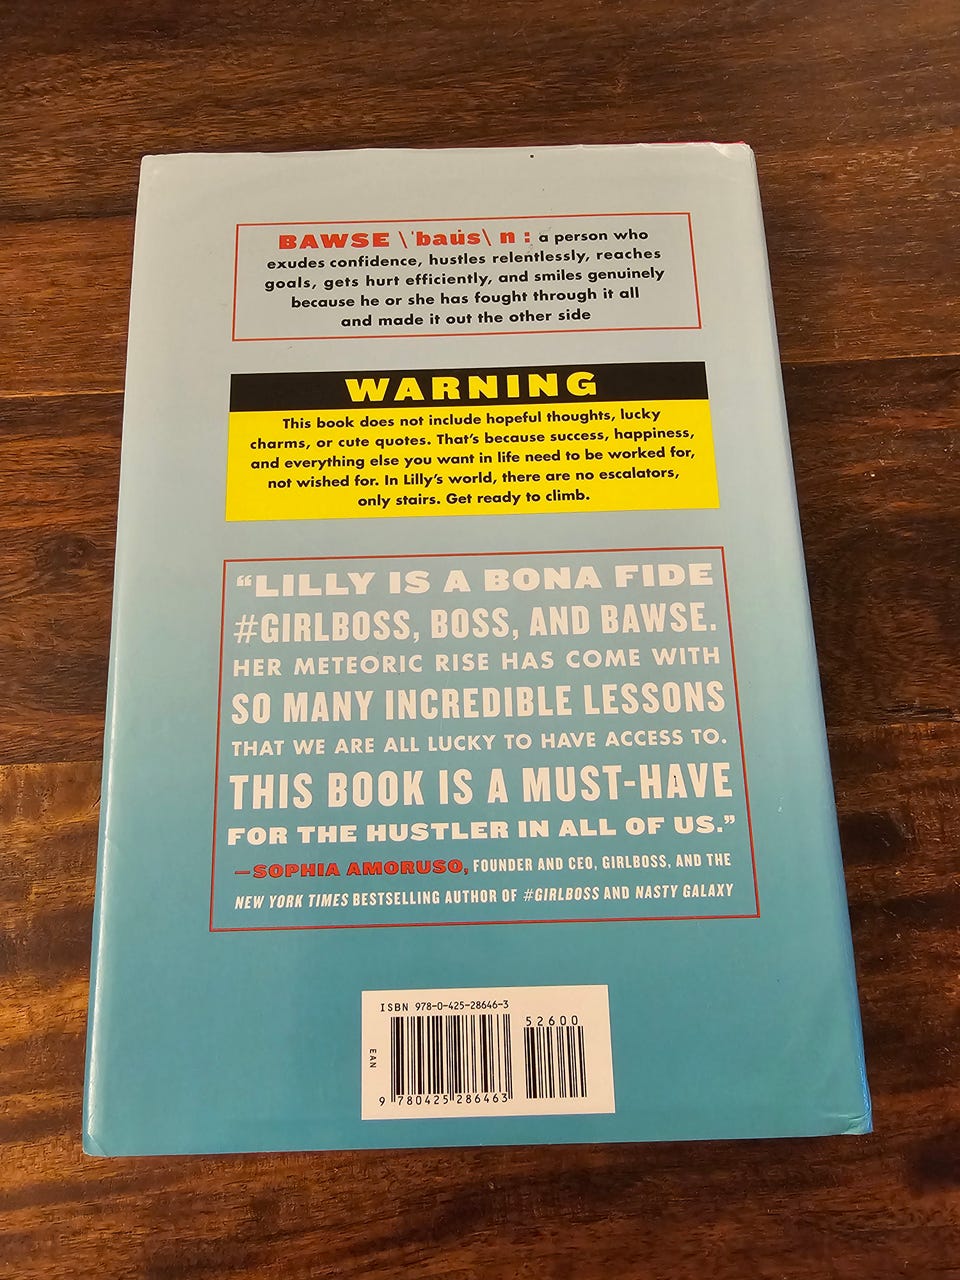 BAWSE \ˈbau̇s\ n : a person who
exudes confidence, hustles relentlessly, reaches
goals, gets hurt efficiently, and smiles genuinely
because he or she has fought through it all
and made it out the other side
WARNING
This book does not include hopeful thoughts, lucky
charms, or cute quotes. That's because success, happiness,
and everything else you want in life need to be worked for,
not wished for. In Lilly's world, there are no escalators,
only stairs. Get ready to climb.
“LILLY IS A BONA FIDE
#GIRLBOSS, BOSS, AND BAWSE.
HER METEORIC RISE HAS COME WITH
SO MANY INCREDIBLE LESSONS
THAT WE ARE ALL LUCKY TO HAVE ACCESS TO.
THIS BOOK IS A MUST-HAVE
FOR THE HUSTLER IN ALL OF US.”
—SOPHIA AMORUSO, FOUNDER AND CEO, GIRLBOSS, AND THE
NEW YORK TIMES BESTSELLING AUTHOR OF #GIRLBOSS AND NASTY GALAXY
ISBN 978-0-425-28646-3
52600
EAN
9 780425 286463